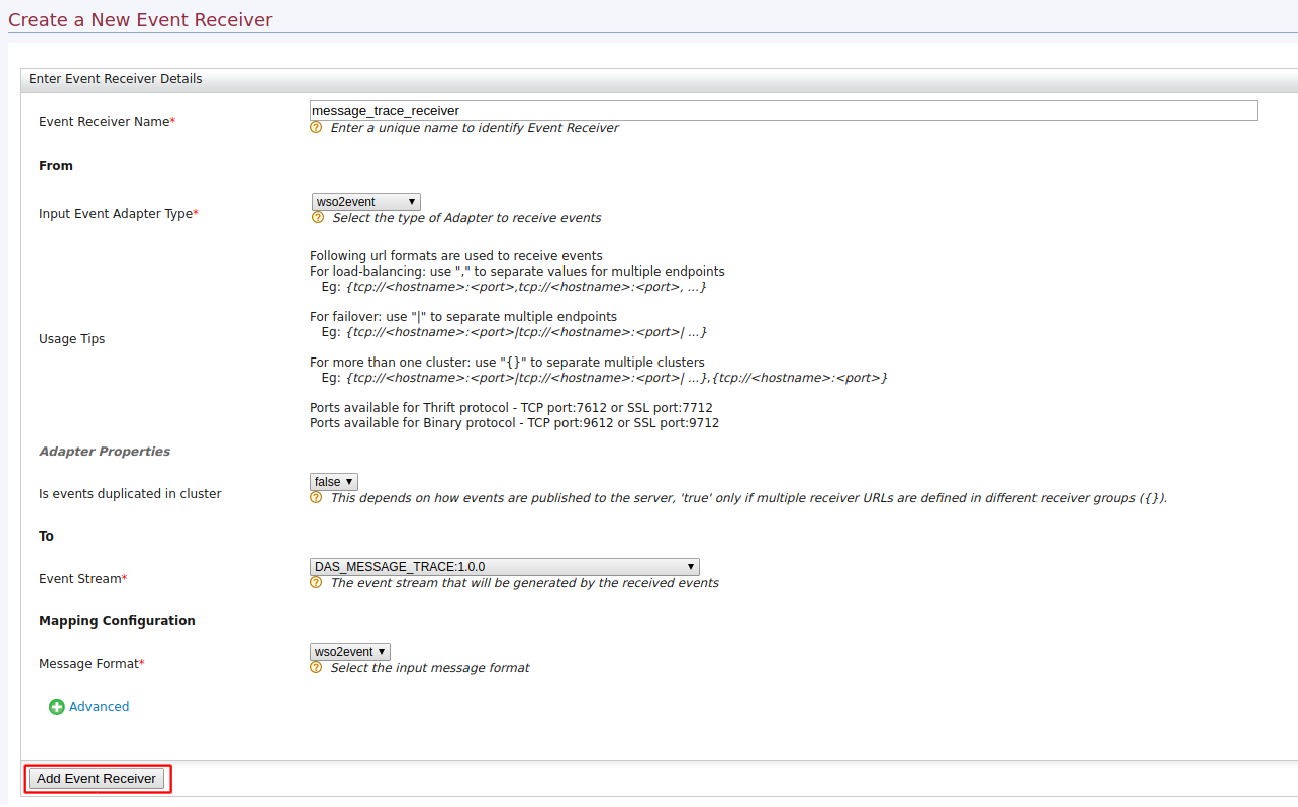 Create a New Event Receiver
Enter Event Receiver Details
Event Receiver Name*
message_trace_receiver
Enter a unique name to identify Event Receiver
From
Input Event Adapter Type*
wso2event
Select the type of Adapter to receive events
Usage Tips
Following url formats are used to receive events
For load-balancing: use "," to separate values for multiple endpoints
Eg: {tcp://<hostname>:<port>,tcp://<hostname>:<port>, ...}
For failover: use "|" to separate multiple endpoints
Eg: {tcp://<hostname>:<port>|tcp://<hostname>:<port>| ...}
For more than one cluster: use "{}" to separate multiple clusters
Eg: {tcp://<hostname>:<port>|tcp://<hostname>:<port>| ...},{tcp://<hostname>:<port>}
Ports available for Thrift protocol - TCP port:7612 or SSL port:7712
Ports available for Binary protocol - TCP port:9612 or SSL port:9712
Adapter Properties
Is events duplicated in cluster
false
This depends on how events are published to the server, 'true' only if multiple receiver URLs are defined in different receiver groups ({}).
To
Event Stream*
DAS_MESSAGE_TRACE:1.0.0
The event stream that will be generated by the received events
Mapping Configuration
Message Format*
wso2event
Select the input message format
Advanced
Add Event Receiver